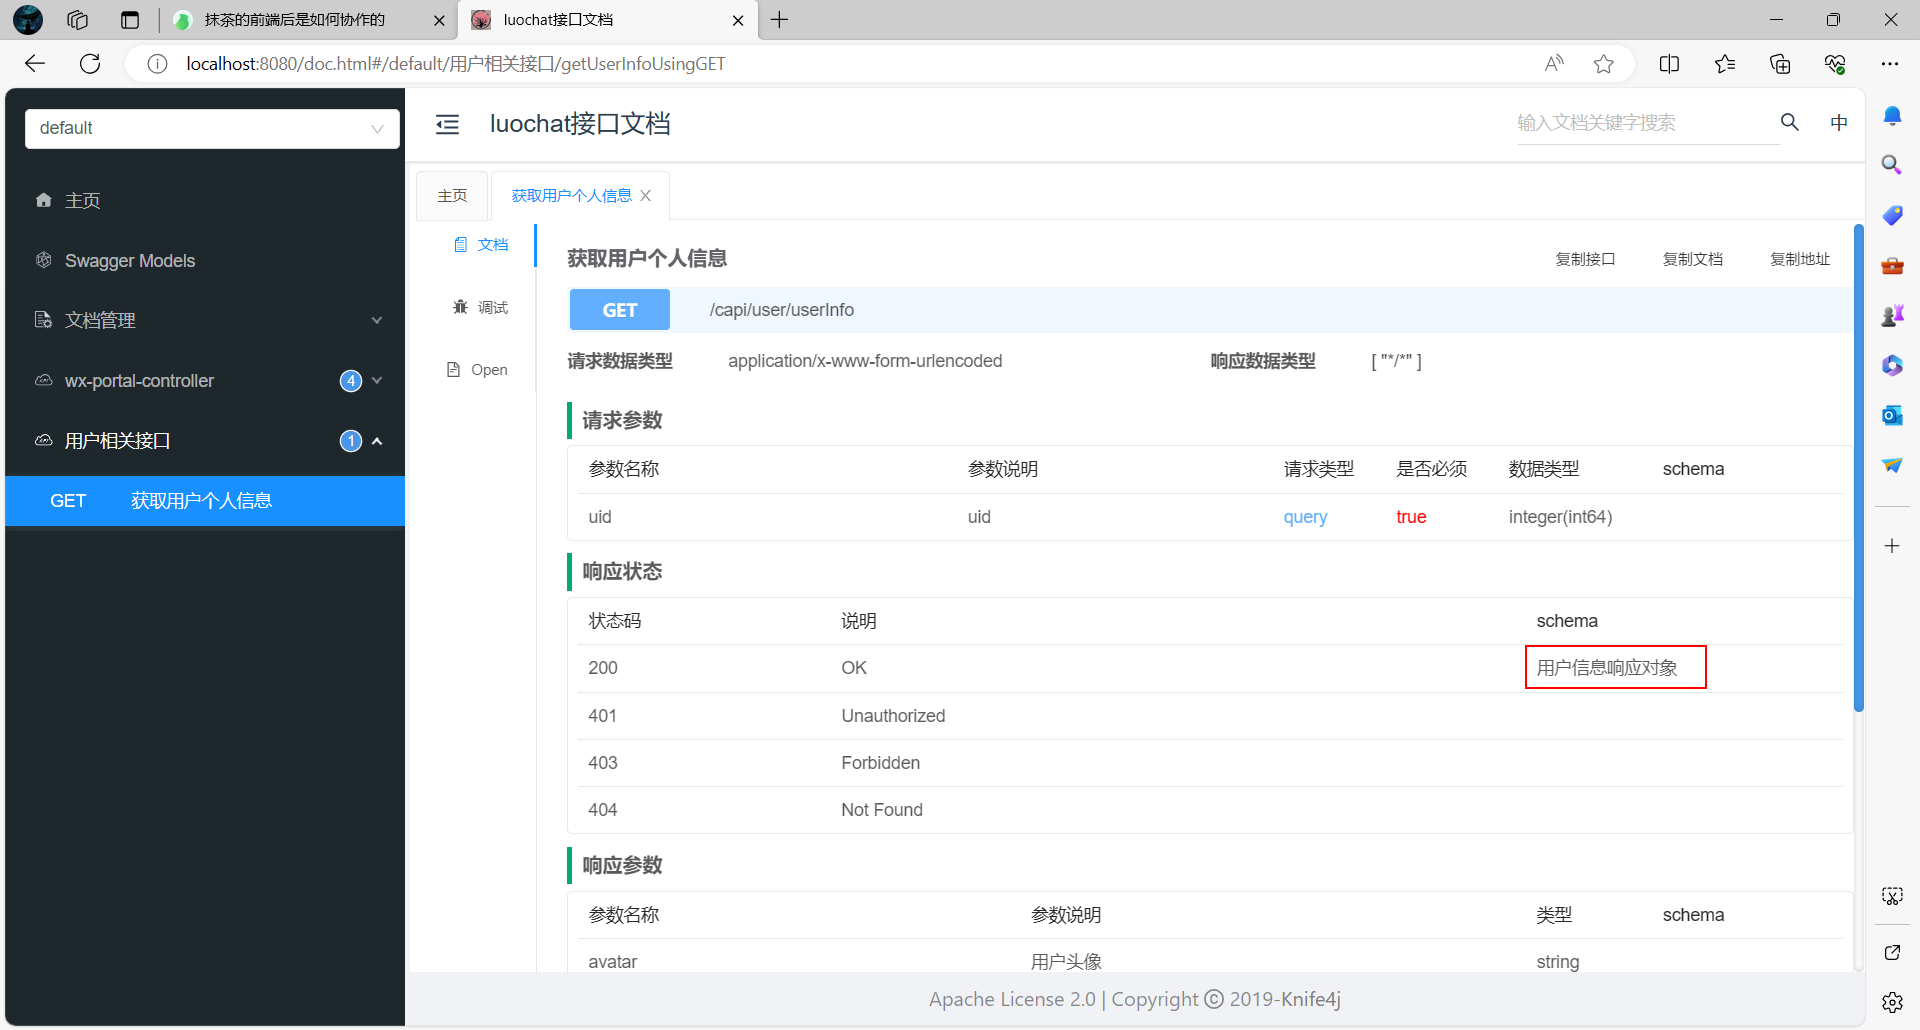 抹茶的前端后是如何协作的
luochat接口文档
localhost:8080/doc.html#/default/用户相关接口/getUserInfoUsingGET
default
luochat接口文档
输入文档关键字搜索
中
主页
Swagger Models
文档管理
wx-portal-controller 4
用户相关接口 1
GET 获取用户个人信息
主页
获取用户个人信息
文档
调试
Open
获取用户个人信息
复制接口 复制文档 复制地址
GET /capi/user/userInfo
请求数据类型 application/x-www-form-urlencoded 响应数据类型 [ "*/*" ]
请求参数
参数名称 参数说明 请求类型 是否必须 数据类型 schema
uid uid query true integer(int64)
响应状态
状态码 说明 schema
200 OK 用户信息响应对象
401 Unauthorized
403 Forbidden
404 Not Found
响应参数
参数名称 参数说明 类型 schema
avatar 用户头像 string
Apache License 2.0 | Copyright © 2019-Knife4j